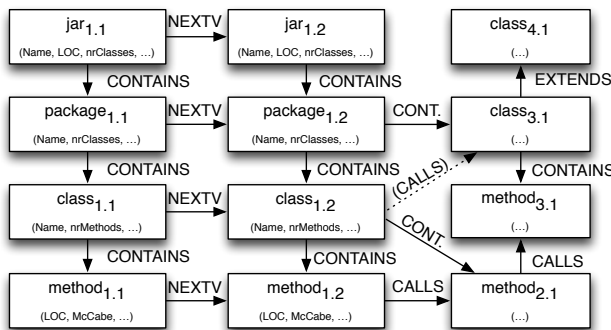 jar1.1 NEXTV jar1.2 class4.1
(Name, LOC, nrClasses, ...) (Name, LOC, nrClasses, ...) (...)
CONTAINS CONTAINS EXTENDS
package1.1 NEXTV package1.2 CONT. class3.1
(Name, nrClasses, ...) (Name, nrClasses, ...) (...)
CONTAINS CONTAINS (CALLS) CONTAINS
class1.1 NEXTV class1.2 method3.1
(Name, nrMethods, ...) (Name, nrMethods, ...) CONT. (...)
CONTAINS CONTAINS CALLS
method1.1 NEXTV method1.2 CALLS method2.1
(LOC, McCabe, ...) (LOC, McCabe, ...) (...)